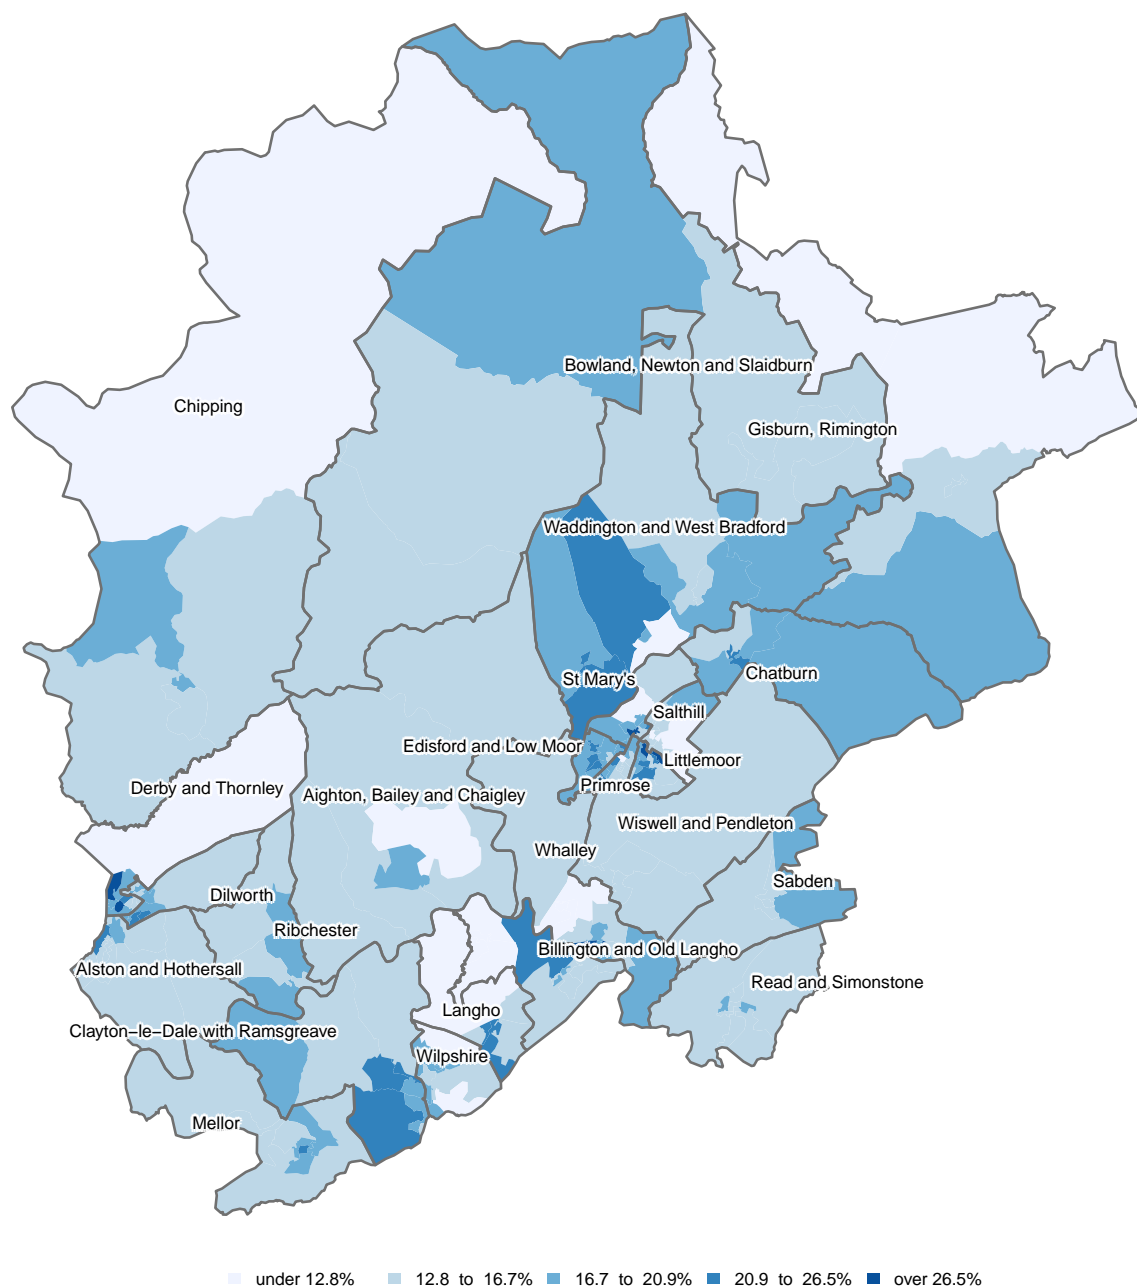 Bowland, Newton and Slaidburn
Chipping
Gisburn, Rimington
Waddington and West Bradford
Chatburn
St Mary's
Salthill
Edisford and Low Moor
Littlemoor
Primrose
Derby and Thornley
Aighton, Bailey and Chaigley
Wiswell and Pendleton
Whalley
Sabden
Dilworth
Ribchester
Billington and Old Langho
Alston and Hothersall
Read and Simonstone
Langho
Clayton−le−Dale with Ramsgreave
Wilpshire
Mellor
under 12.8% 12.8 to 16.7% 16.7 to 20.9% 20.9 to 26.5% over 26.5%